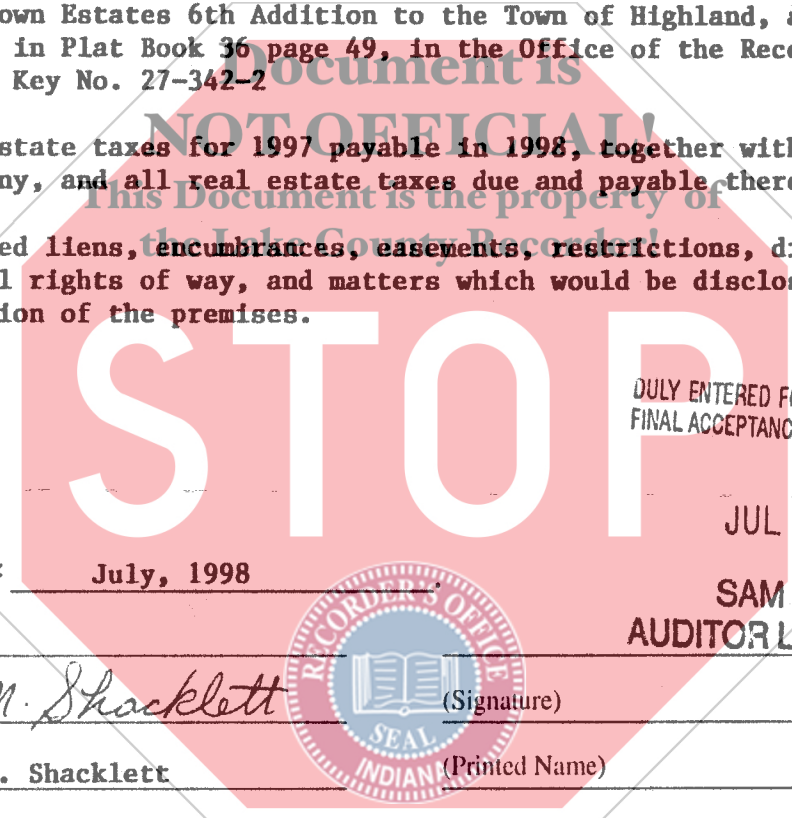 own Estates 6th Addition to the Town of Highland, a
in Plat Book 36 page 49, in the Office of the Reco
Key No. 27-342-2
Document is
NOT OFFICIAL!
state taxes for 1997 payable in 1998, together with
ny, and all real estate taxes due and payable there
This Document is the property of
the Lake County Recorder!
ed liens, encumbrances, easements, restrictions, di
l rights of way, and matters which would be disclos
ion of the premises.
STOP
DULY ENTERED FO
FINAL ACCEPTANC
JUL
July, 1998
SAM
AUDITOR L
RECORDER'S OFFICE
SEAL
INDIANA
M. Shacklett
(Signature)
. Shacklett
(Printed Name)